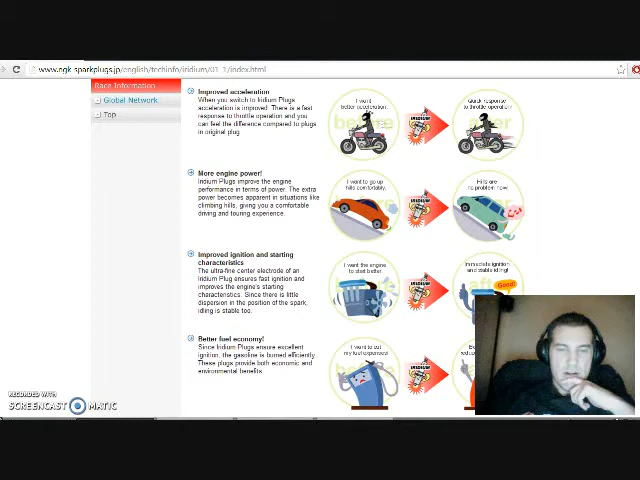 www.ngk-sparkplugs.jp/english/techinfo/iridium/01_1/index.html
Race Information
Global Network
Top
Improved acceleration
When you switch to Iridium Plugs
acceleration is improved. There is a fast
response to throttle operation and you
can feel the difference compared to plugs
in original plug.
I want
better acceleration.
before
IRIDIUM
Quick response
to throttle operation!
after
More engine power!
Iridium Plugs improve the engine
performance in terms of power. The extra
power becomes apparent in situations like
climbing hills, giving you a comfortable
driving and touring experience.
I want to go up
hills comfortably.
IRIDIUM
Hills are
no problem now!
Improved ignition and starting
characteristics
The ultra-fine center electrode of an
Iridium Plug ensures fast ignition and
improves the engine's starting
characteristics. Since there is little
dispersion in the position of the spark,
idling is stable too.
I want the engine
to start better.
IRIDIUM
Immediate ignition
and stable idling!
Good!
Better fuel economy!
Since Iridium Plugs ensure excellent
ignition, the gasoline is burned efficiently.
These plugs provide both economic and
environmental benefits.
I want to cut
my fuel expenses!
IRIDIUM
RECORDED WITH
SCREENCAST MATIC